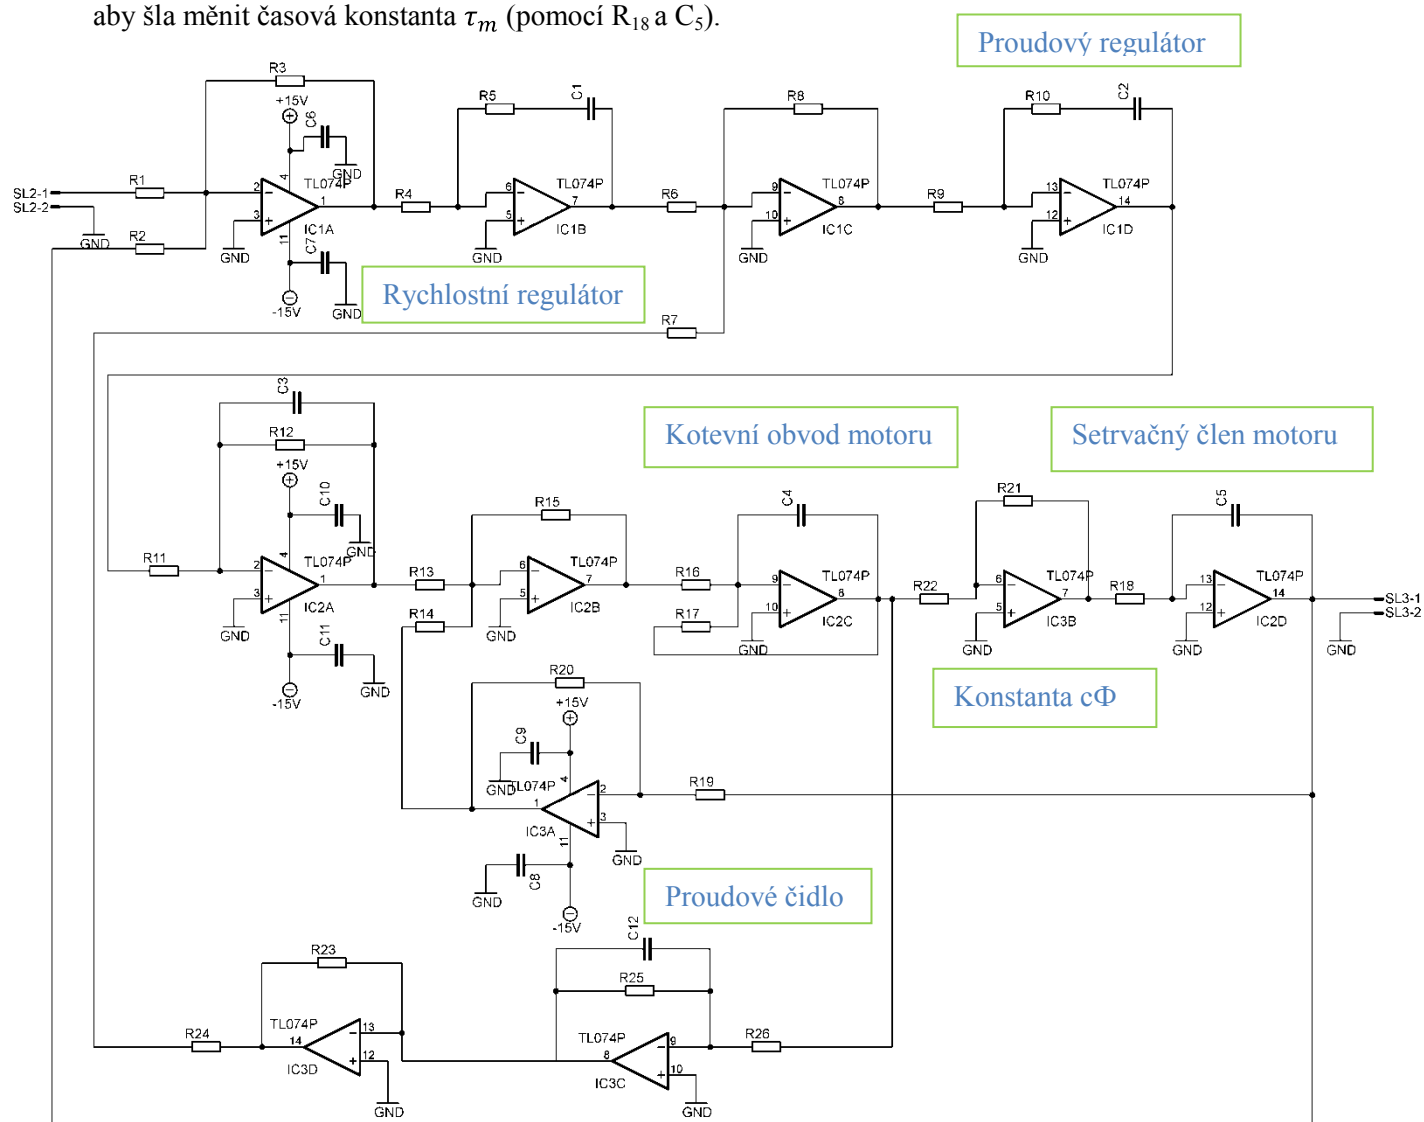 aby šla měnit časová konstanta τm (pomocí R18 a C5).
Proudový regulátor
R3
+15V
C6
GND
R5
C1
R8
R10
C2
SL2-1
SL2-2
R1
GND
R2
2
3
4
11
1
TL074P
IC1A
GND
C7
GND
-15V
R4
6
5
7
TL074P
IC1B
GND
R6
9
10
8
TL074P
IC1C
GND
R9
13
12
14
TL074P
IC1D
GND
Rychlostní regulátor
R7
C3
R12
+15V
C10
GND
Kotevní obvod motoru
Setrvačný člen motoru
R15
C4
R21
C5
R11
2
3
4
11
1
TL074P
IC2A
GND
C11
GND
-15V
R13
R14
6
5
7
TL074P
IC2B
GND
R16
R17
9
10
8
TL074P
IC2C
GND
R22
6
5
7
TL074P
IC3B
GND
R18
13
12
14
TL074P
IC2D
GND
SL3-1
SL3-2
GND
Konstanta cΦ
R20
+15V
C9
GND
TL074P
1
4
2
3
11
IC3A
GND
R19
C8
GND
-15V
Proudové čidlo
C12
R23
R25
R24
TL074P
14
13
12
IC3D
GND
TL074P
8
9
10
IC3C
GND
R26